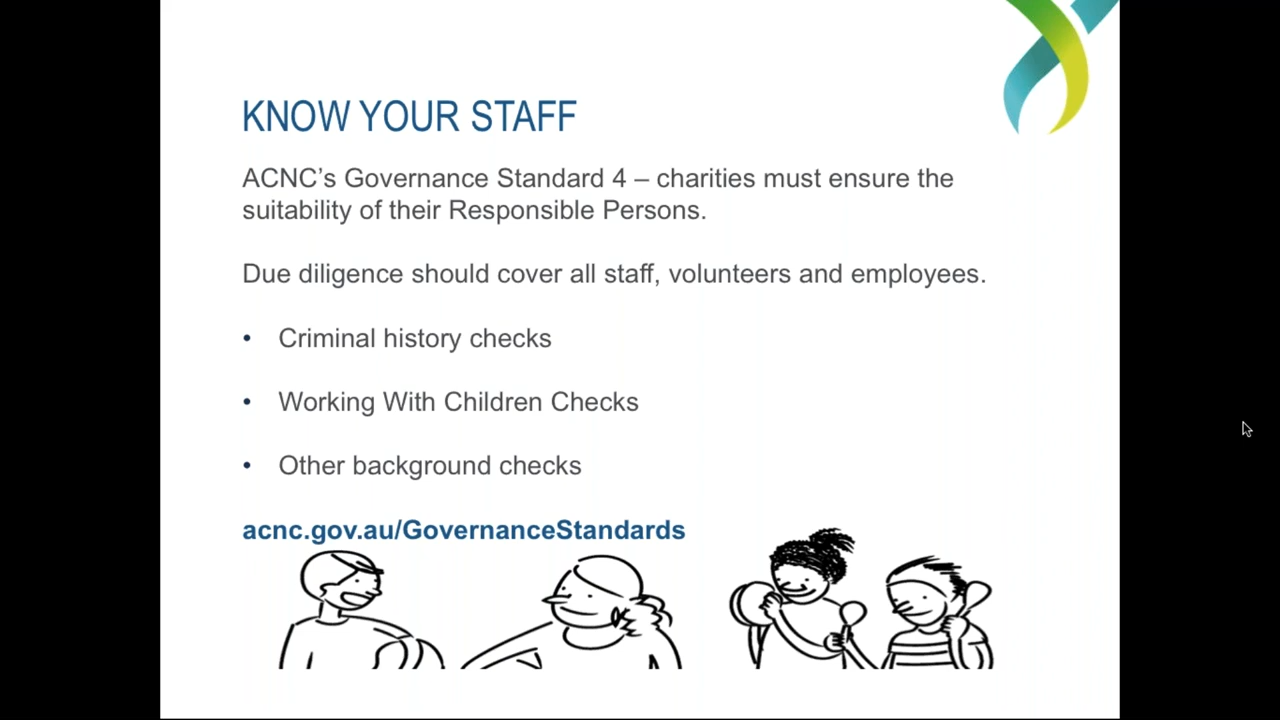 KNOW YOUR STAFF
ACNC’s Governance Standard 4 – charities must ensure the
suitability of their Responsible Persons.
Due diligence should cover all staff, volunteers and employees.
• Criminal history checks
• Working With Children Checks
• Other background checks
acnc.gov.au/GovernanceStandards